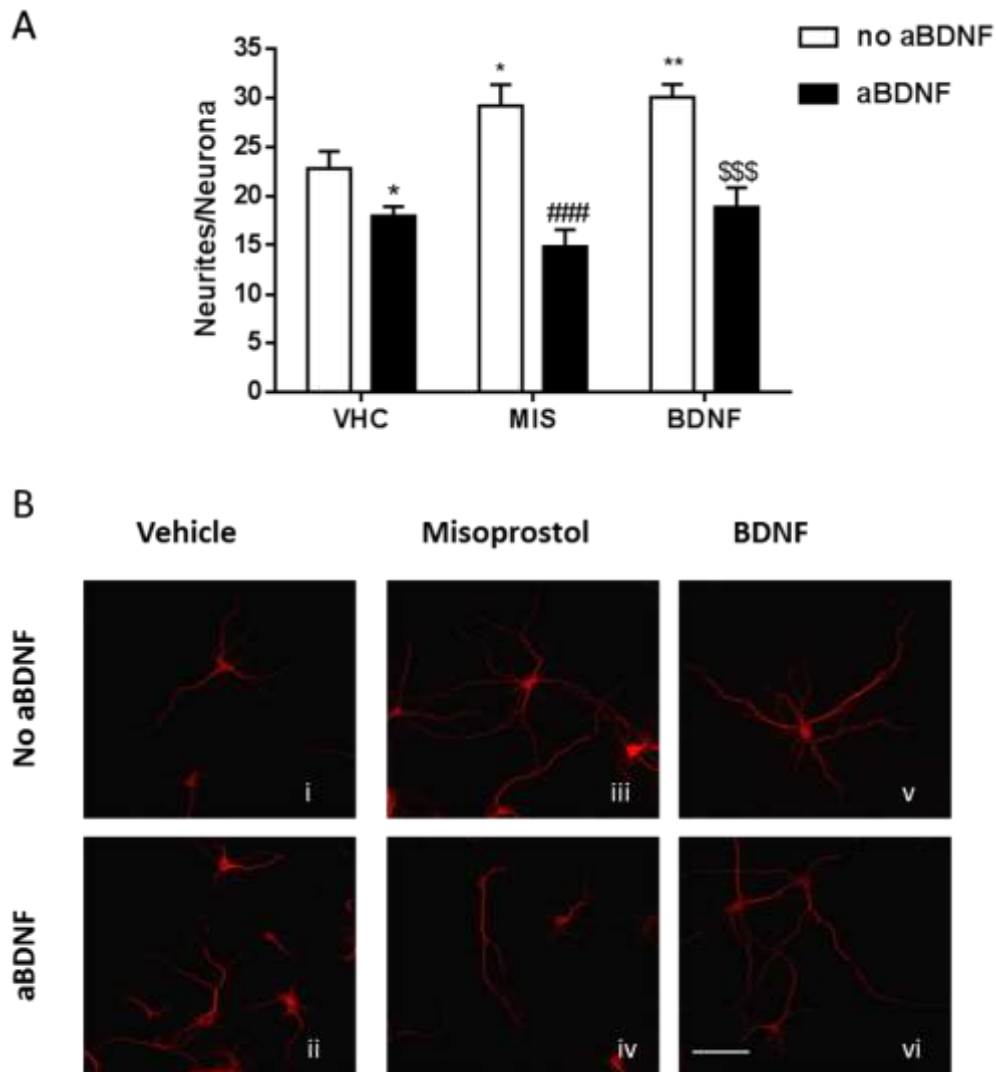 A
no aBDNF
aBDNF
Neurites/Neurona
35
30
25
20
15
10
5
0
*
*
###
**
$$$
VHC MIS BDNF
B
Vehicle Misoprostol BDNF
No aBDNF
i iii v
aBDNF
ii iv vi